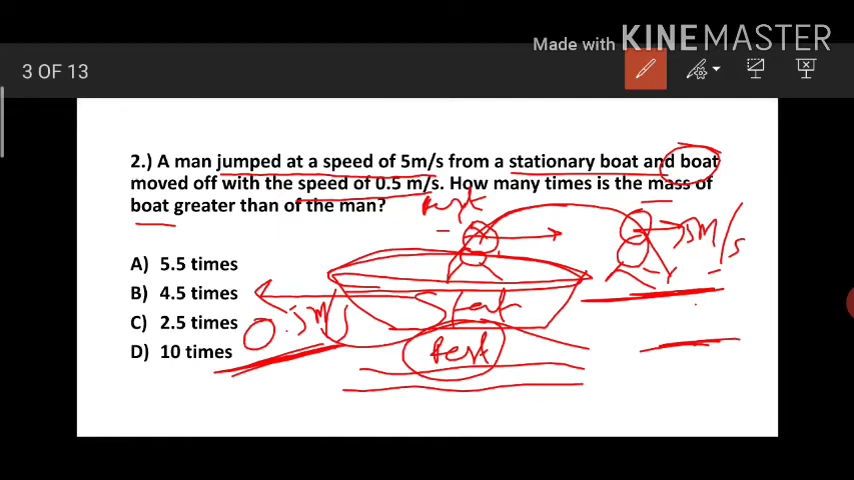 Made with KINEMASTER
3 OF 13
2.) A man jumped at a speed of 5m/s from a stationary boat and boat
moved off with the speed of 0.5 m/s. How many times is the mass of
boat greater than of the man?
rest
5M/s
A) 5.5 times
B) 4.5 times
C) 2.5 times
D) 10 times
0.5M/s
rest